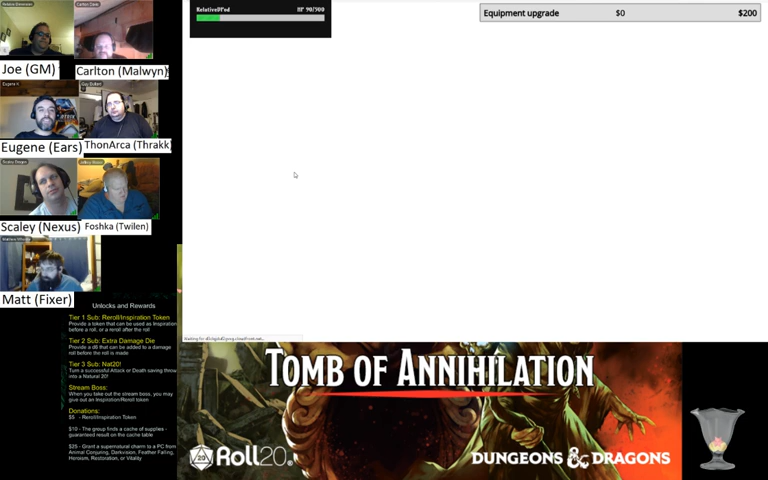 RelativeDPad HP 90/500
Equipment upgrade $0 $200
Joe (GM)
Carlton (Malwyn)
Eugene (Ears)
ThonArca (Thrakk)
Scaley (Nexus)
Foshka (Twilen)
Matt (Fixer)
Unlocks and Rewards
Tier 1 Sub: Reroll/Inspiration Token
Provide a token that can be used as Inspiration
before a roll, or a reroll after the roll
Tier 2 Sub: Extra Damage Die
Provide a d8 that can be added to a damage
roll before the roll is made
Tier 3 Sub: Nat20!
Turn a successful Attack or Death saving throw
into a Natural 20!
Stream Boss:
When you take out the stream boss, you may
give out an Inspiration/Reroll token
Donations:
$5 - Reroll/Inspiration Token
$10 - The group finds a cache of supplies -
guaranteed result on the cache table
$25 - Grant a supernatural charm to a PC from
Animal Conjuring, Darkvision, Feather Falling,
Heroism, Restoration, or Vitality
TOMB OF ANNIHILATION
20
Roll20®
DUNGEONS & DRAGONS